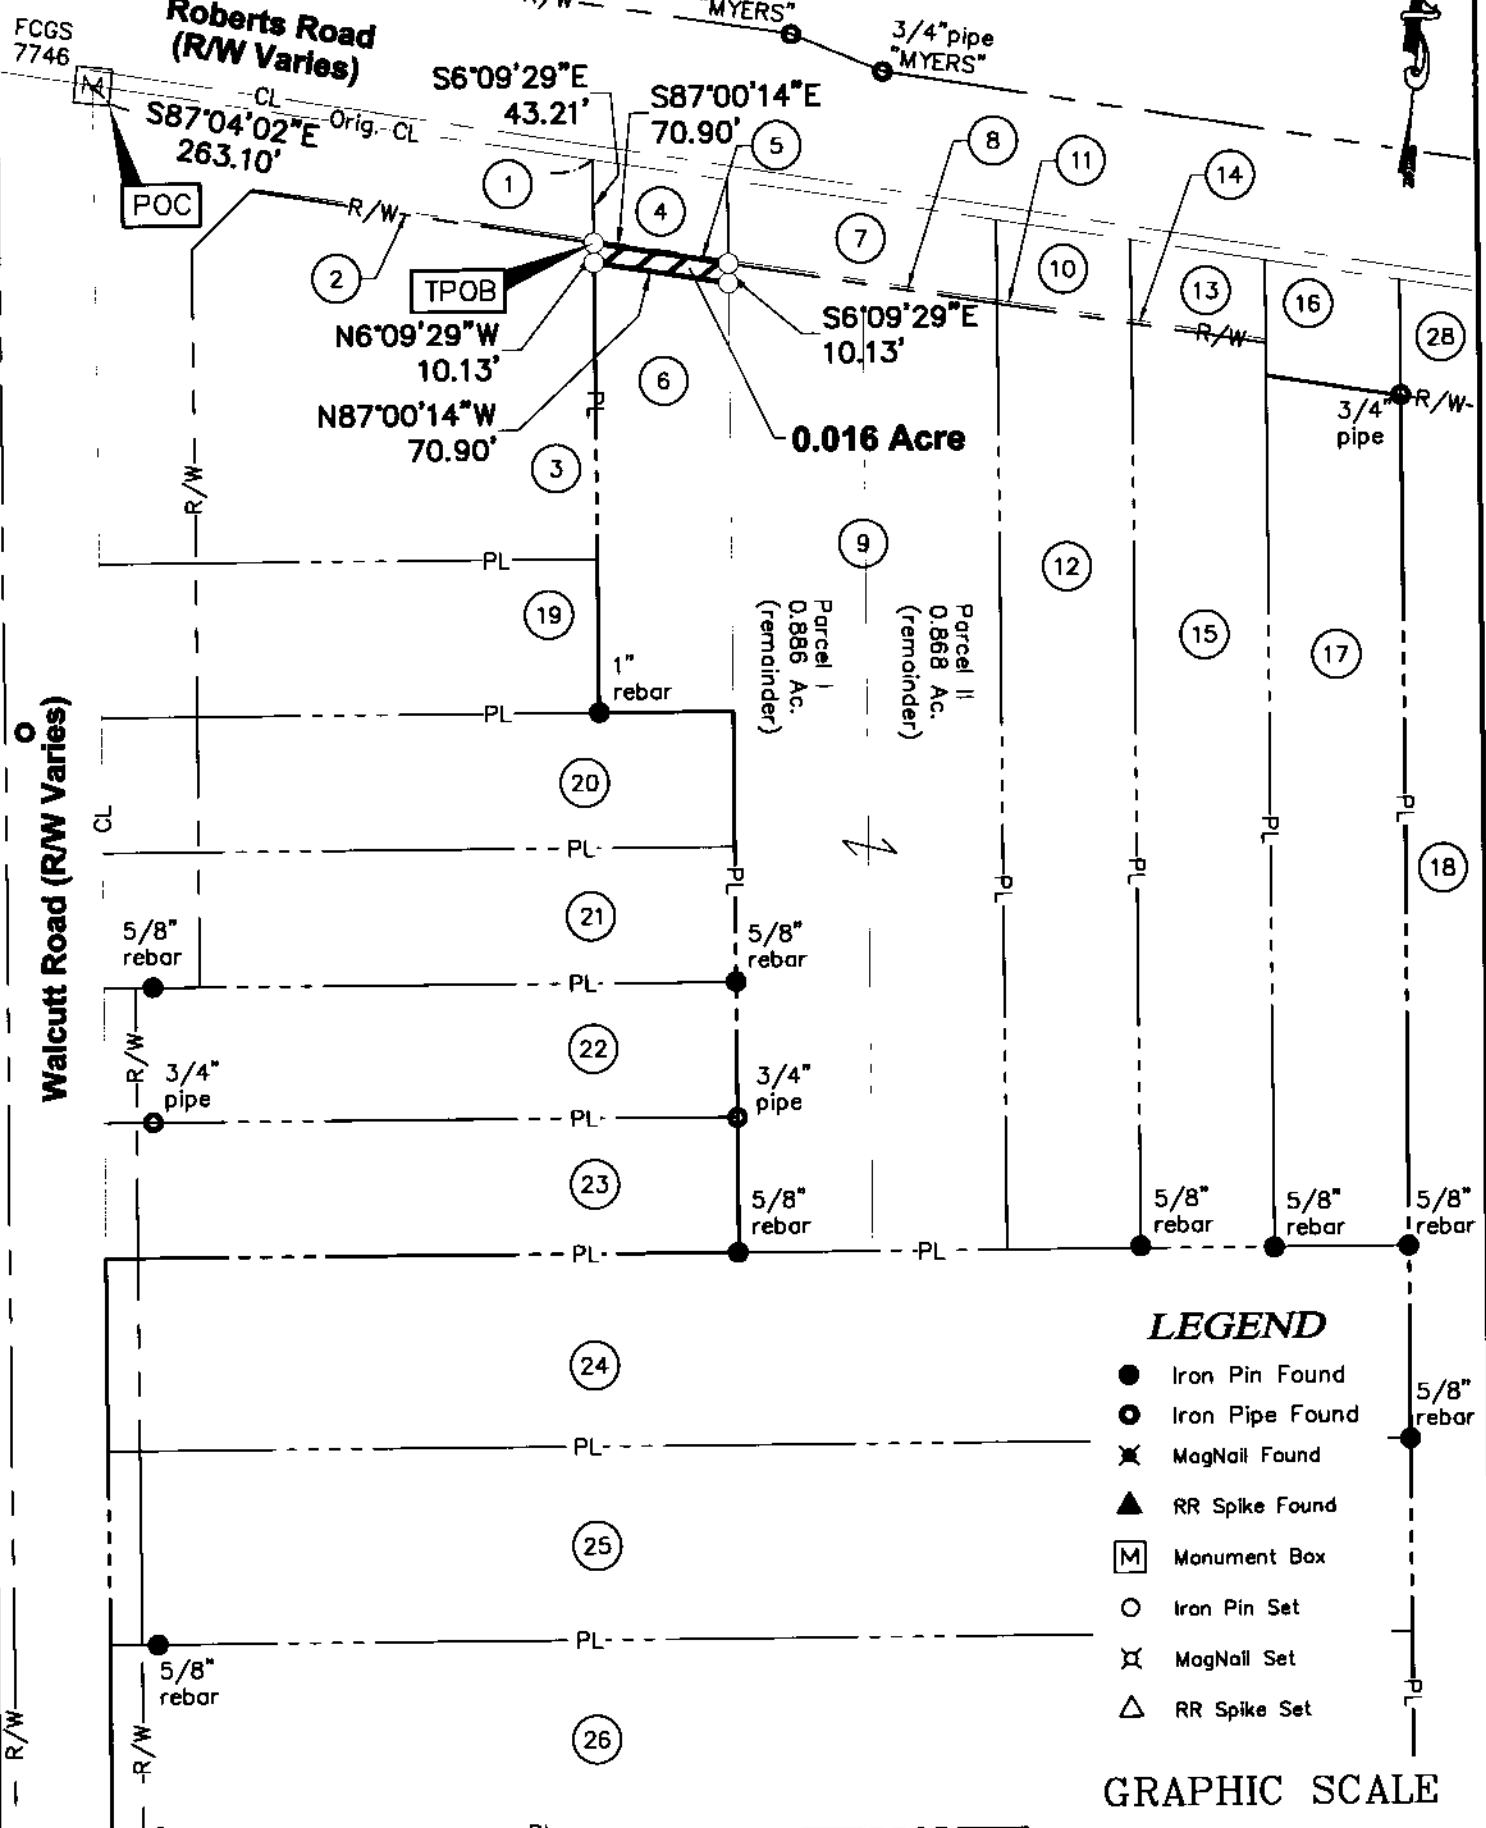 R/W
"MYERS"
3/4"pipe
"MYERS"
FCGS
7746
Roberts Road
(R/W Varies)
M
CL
Orig. CL
S87°04'02"E
263.10'
POC
S6°09'29"E
43.21'
S87°00'14"E
70.90'
1
4
5
7
8
11
14
10
13
16
28
R/W
2
TPOB
N6°09'29"W
10.13'
S6°09'29"E
10.13'
R/W
3/4"
pipe
R/W
6
N87°00'14"W
70.90'
PL
0.016 Acre
3
R/W
9
12
15
17
18
PL
19
1"
rebar
Parcel I
0.886 Ac.
(remainder)
Parcel II
0.868 Ac.
(remainder)
PL
Walcutt Road (R/W Varies)
CL
20
PL
PL
PL
PL
PL
PL
21
5/8"
rebar
5/8"
rebar
PL
22
R/W
3/4"
pipe
3/4"
pipe
PL
23
5/8"
rebar
5/8"
rebar
5/8"
rebar
5/8"
rebar
PL
PL
24
PL
25
5/8"
rebar
PL
5/8"
rebar
26
R/W
R/W
PL
LEGEND
Iron Pin Found
Iron Pipe Found
MagNail Found
RR Spike Found
M Monument Box
Iron Pin Set
MagNail Set
RR Spike Set
GRAPHIC SCALE